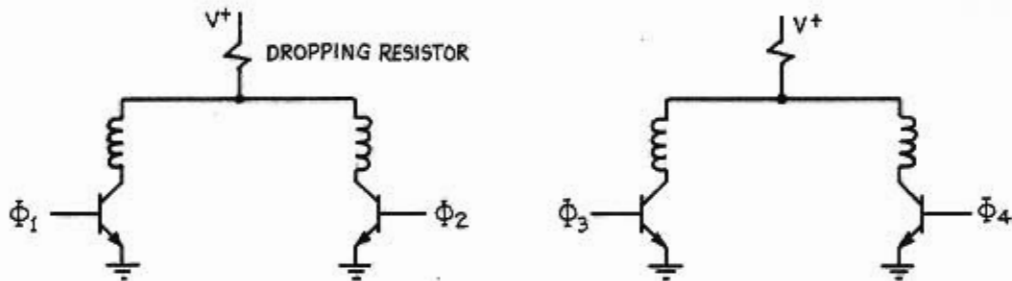 V+
DROPPING RESISTOR
V+
Φ1
Φ2
Φ3
Φ4